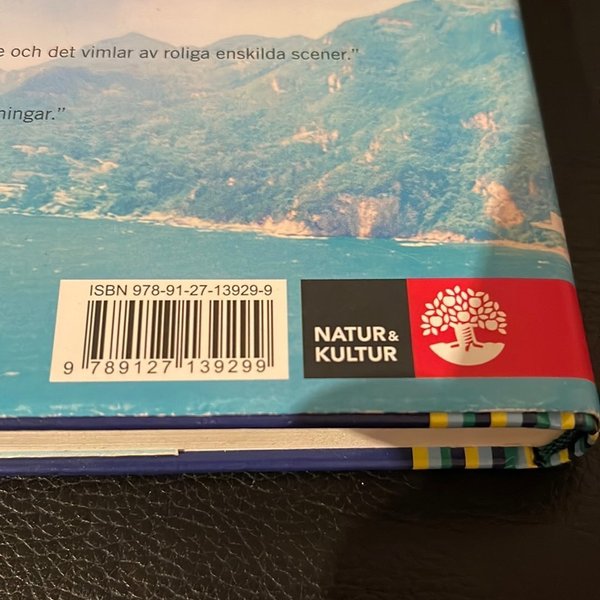 och det vimlar av roliga enskilda scener.”
ningar.”
ISBN 978-91-27-13929-9
9 789127 139299
NATUR &
KULTUR